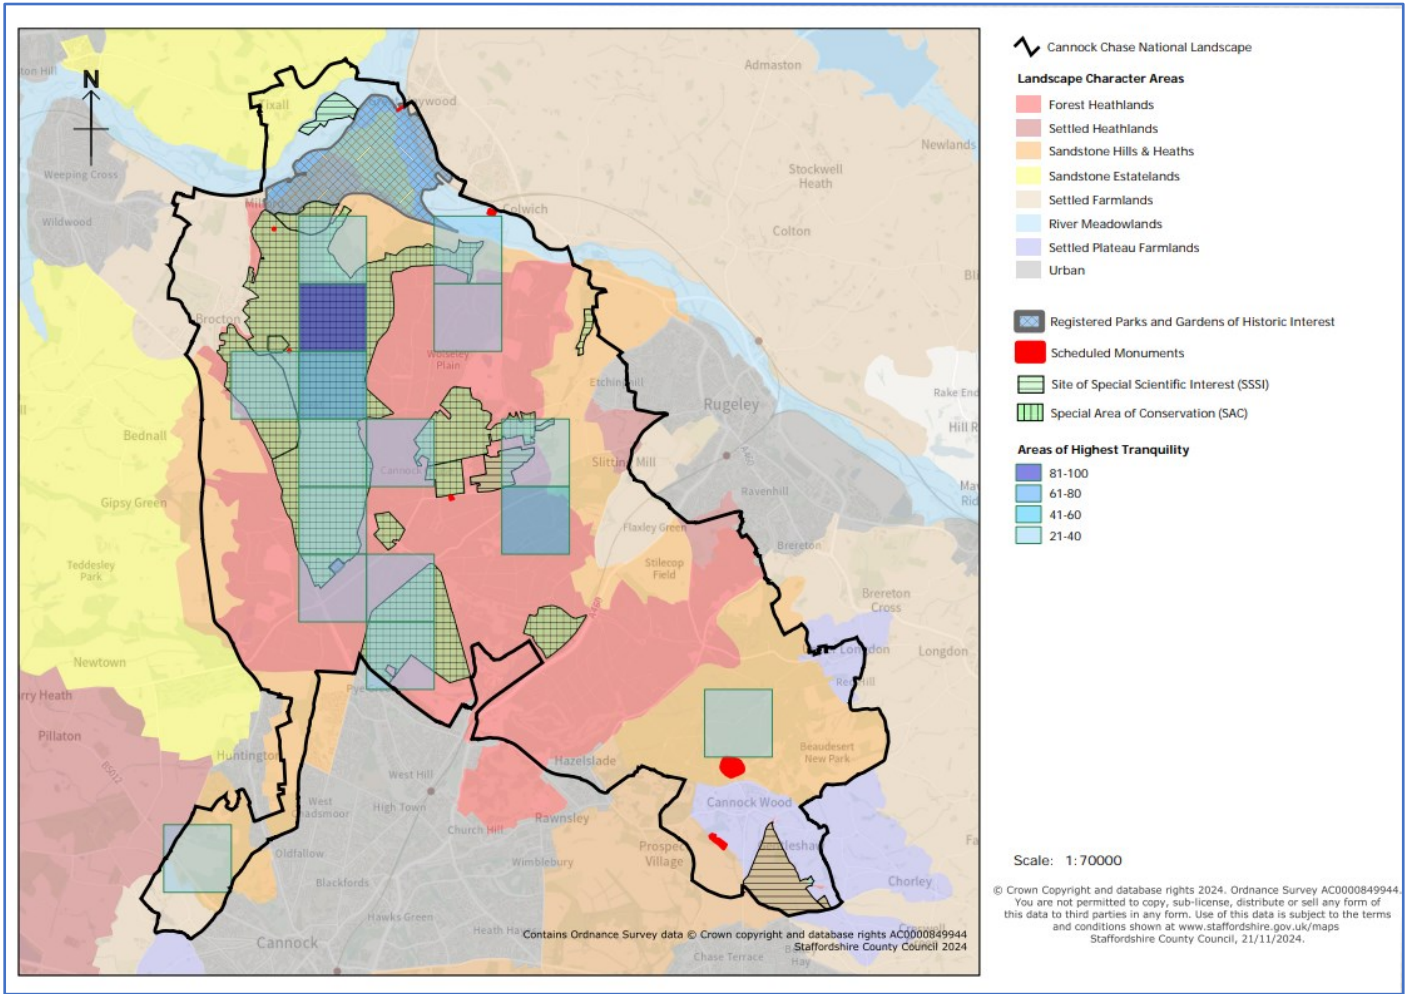 Admaston
Newlands
Tixall
N
Stockwell
Heath
Weeping Cross
Wildwood
Colwich
Colton
Brocton
Wolseley
Plain
Etchinghill
Rugeley
Rake End
Bednall
Slitting Mill
A460
Gipsy Green
Cannock
Ravenhill
Flaxley Green
Brereton
Teddesley
Park
Stilecop
Field
Brereton
Cross
A460
Newtown
Longdon
Pillaton
B5012
Huntington
Hazelslade
Beaudesert
New Park
West Hill
High Town
Cannock Wood
Church Hill
Rawnsley
Oldfallow
Wimblebury
Prospect
Village
Blackfords
Chorley
Hawks Green
Cannock
Chase Terrace
Contains Ordnance Survey data © Crown copyright and database rights AC0000849944
Staffordshire County Council 2024
Cannock Chase National Landscape
Landscape Character Areas
Forest Heathlands
Settled Heathlands
Sandstone Hills & Heaths
Sandstone Estatelands
Settled Farmlands
River Meadowlands
Settled Plateau Farmlands
Urban
Registered Parks and Gardens of Historic Interest
Scheduled Monuments
Site of Special Scientific Interest (SSSI)
Special Area of Conservation (SAC)
Areas of Highest Tranquility
81-100
61-80
41-60
21-40
Scale: 1:70000
© Crown Copyright and database rights 2024. Ordnance Survey AC0000849944.
You are not permitted to copy, sub-license, distribute or sell any form of
this data to third parties in any form. Use of this data is subject to the terms
and conditions shown at www.staffordshire.gov.uk/maps
Staffordshire County Council, 21/11/2024.